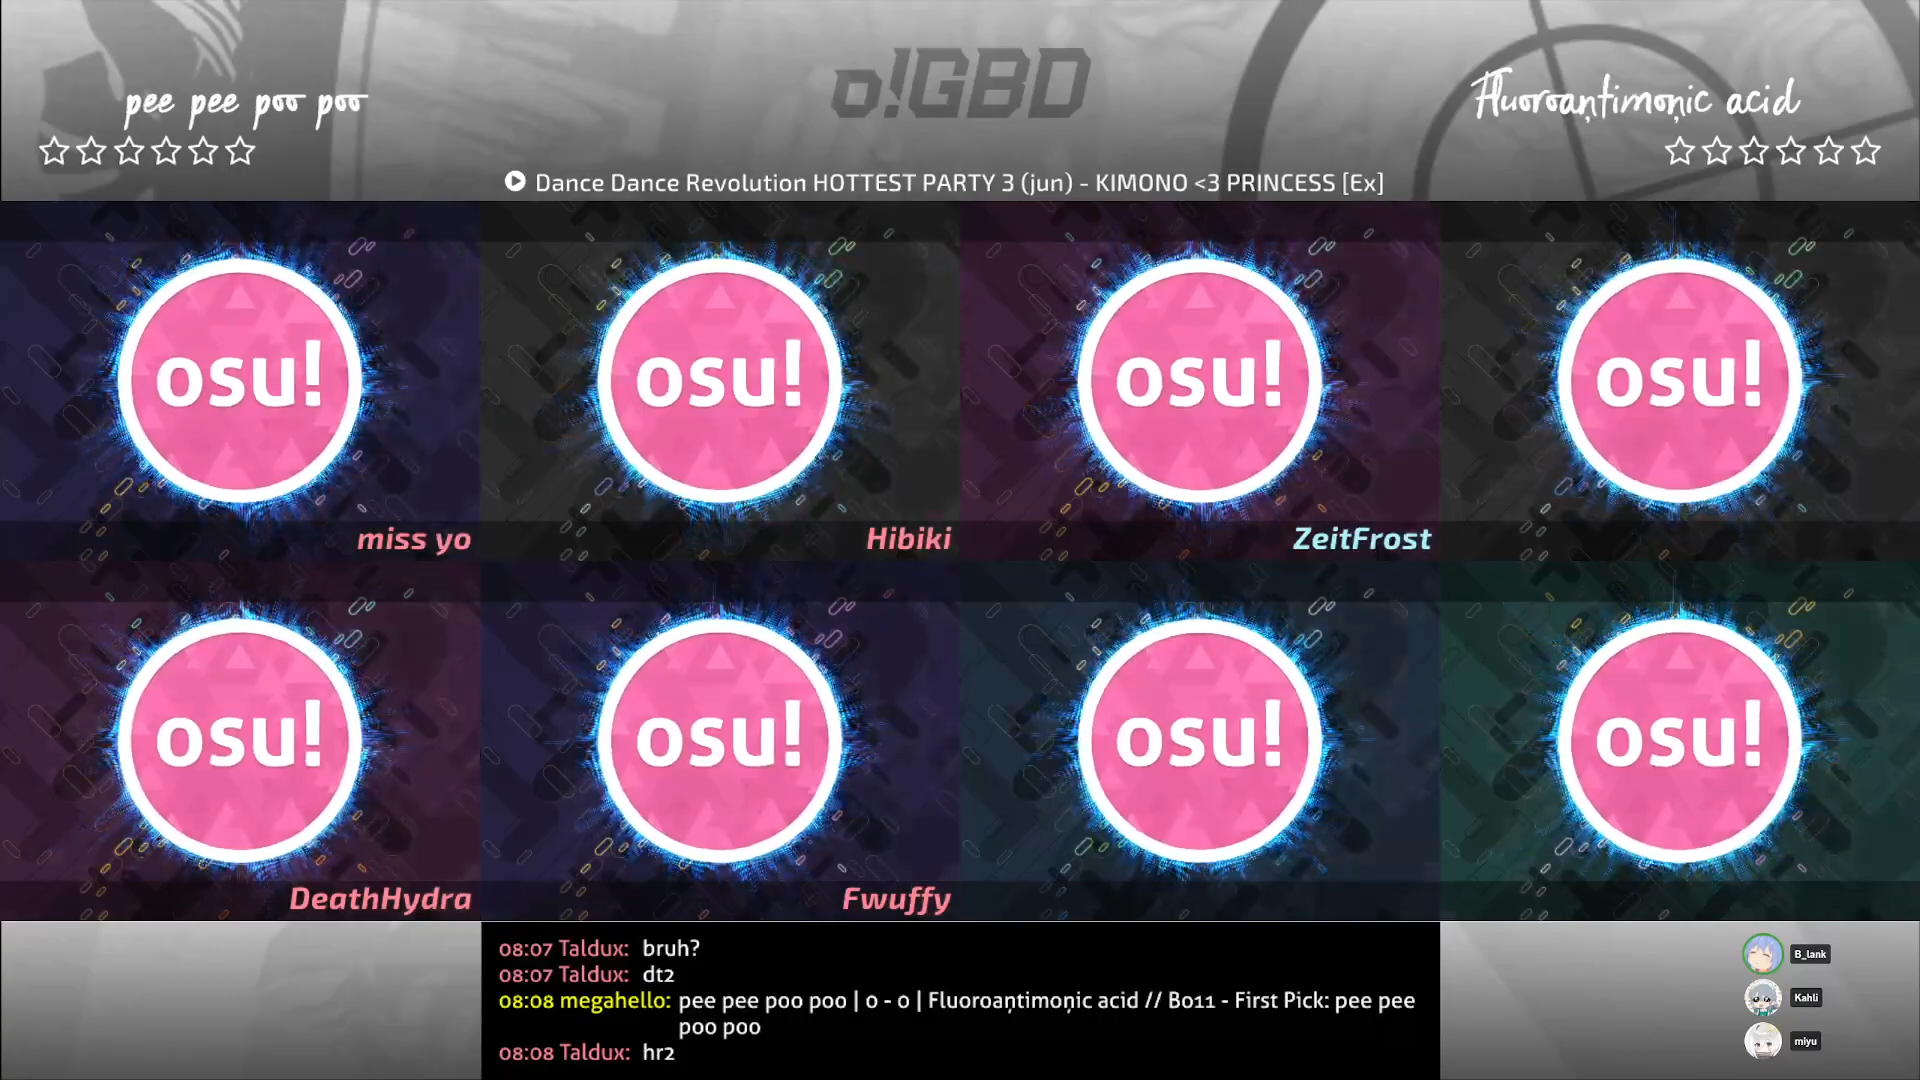 o!GBD
pee pee poo poo
Fluoroaņtimoņic acid
Dance Dance Revolution HOTTEST PARTY 3 (jun) - KIMONO <3 PRINCESS [Ex]
osu!
osu!
osu!
osu!
miss yo
Hibiki
ZeitFrost
osu!
osu!
osu!
osu!
DeathHydra
Fwuffy
08:07 Taldux: bruh?
08:07 Taldux: dt2
08:08 megahello: pee pee poo poo | 0 - 0 | Fluoroaņtimoņic acid // Bo11 - First Pick: pee pee
poo poo
08:08 Taldux: hr2
B_lank
Kahli
miyu